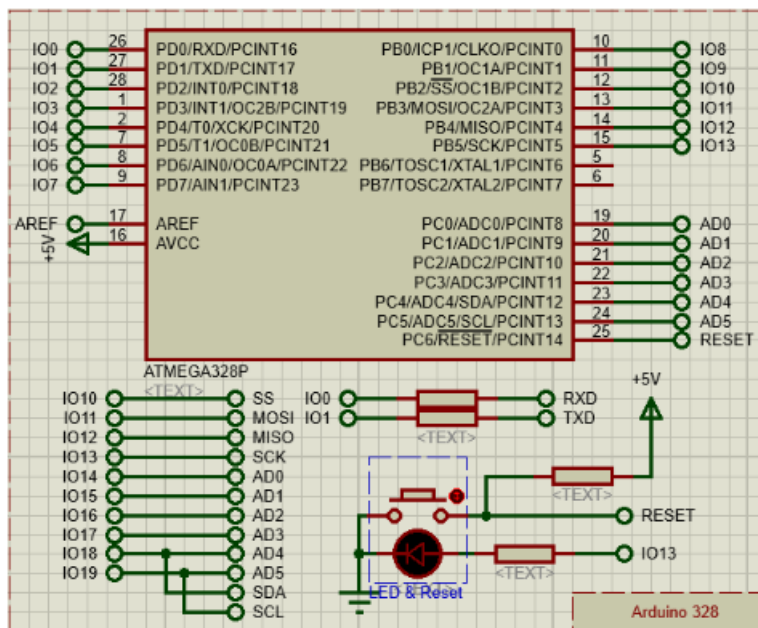 IO0 26 PD0/RXD/PCINT16 PB0/ICP1/CLKO/PCINT0 10 IO8
IO1 27 PD1/TXD/PCINT17 PB1/OC1A/PCINT1 11 IO9
IO2 28 PD2/INT0/PCINT18 PB2/SS/OC1B/PCINT2 12 IO10
IO3 1 PD3/INT1/OC2B/PCINT19 PB3/MOSI/OC2A/PCINT3 13 IO11
IO4 2 PD4/T0/XCK/PCINT20 PB4/MISO/PCINT4 14 IO12
IO5 7 PD5/T1/OC0B/PCINT21 PB5/SCK/PCINT5 15 IO13
IO6 8 PD6/AIN0/OC0A/PCINT22 PB6/TOSC1/XTAL1/PCINT6 5
IO7 9 PD7/AIN1/PCINT23 PB7/TOSC2/XTAL2/PCINT7 6
AREF 17 AREF PC0/ADC0/PCINT8 19 AD0
+5V 16 AVCC PC1/ADC1/PCINT9 20 AD1
PC2/ADC2/PCINT10 21 AD2
PC3/ADC3/PCINT11 22 AD3
PC4/ADC4/SDA/PCINT12 23 AD4
PC5/ADC5/SCL/PCINT13 24 AD5
PC6/RESET/PCINT14 25 RESET
ATMEGA328P
<TEXT>
+5V
IO10 SS IO0 RXD
IO11 MOSI IO1 TXD
IO12 MISO <TEXT>
IO13 SCK
IO14 AD0
IO15 AD1 <TEXT>
IO16 AD2 RESET
IO17 AD3
IO18 AD4 IO13
IO19 AD5 <TEXT>
SDA LED & Reset
SCL Arduino 328